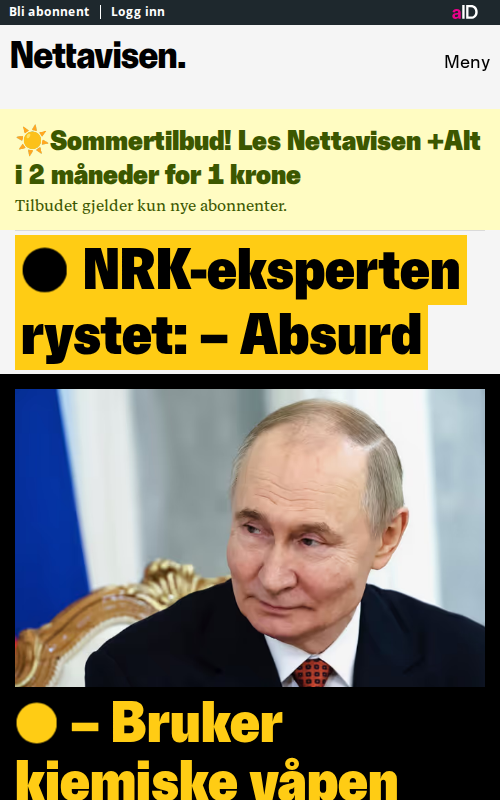 Bli abonnent | Logg inn
aID
Nettavisen.
Meny
Sommertilbud! Les Nettavisen +Alt
i 2 måneder for 1 krone
Tilbudet gjelder kun nye abonnenter.
NRK-eksperten
rystet: – Absurd
– Bruker
kjemiske våpen